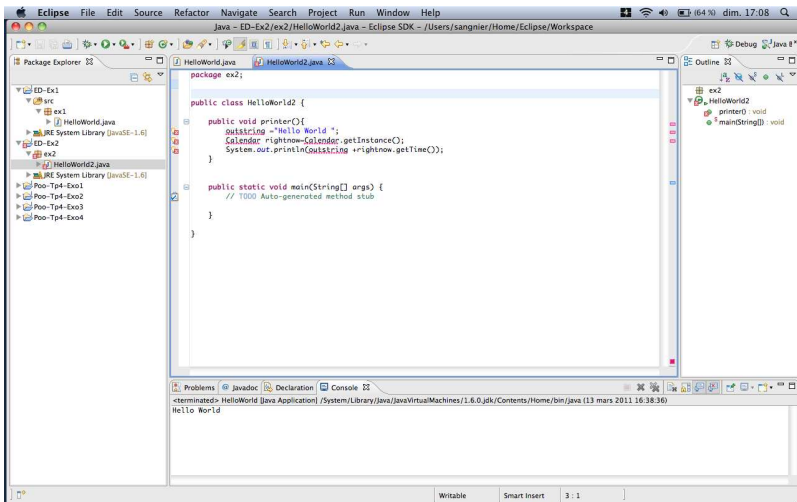 Eclipse File Edit Source Refactor Navigate Search Project Run Window Help (64 %) dim. 17:08
Java - ED-Ex2/ex2/HelloWorld2.java - Eclipse SDK - /Users/sangnier/Home/Eclipse/Workspace
Debug Java
Package Explorer
ED-Ex1
src
ex1
HelloWorld.java
JRE System Library [JavaSE-1.6]
ED-Ex2
ex2
HelloWorld2.java
JRE System Library [JavaSE-1.6]
Poo-Tp4-Exo1
Poo-Tp4-Exo2
Poo-Tp4-Exo3
Poo-Tp4-Exo4
HelloWorld.java HelloWorld2.java
package ex2;
public class HelloWorld2 {
public void printer(){
outstring ="Hello World ";
Calendar rightnow=Calendar.getInstance();
System.out.println(outstring +rightnow.getTime());
}
public static void main(String[] args) {
// TODO Auto-generated method stub
}
}
Outline
ex2
HelloWorld2
printer() : void
main(String[]) : void
Problems @ Javadoc Declaration Console
<terminated> HelloWorld [Java Application] /System/Library/Java/JavaVirtualMachines/1.6.0.jdk/Contents/Home/bin/java (13 mars 2011 16:38:36)
Hello World
Writable Smart Insert 3 : 1